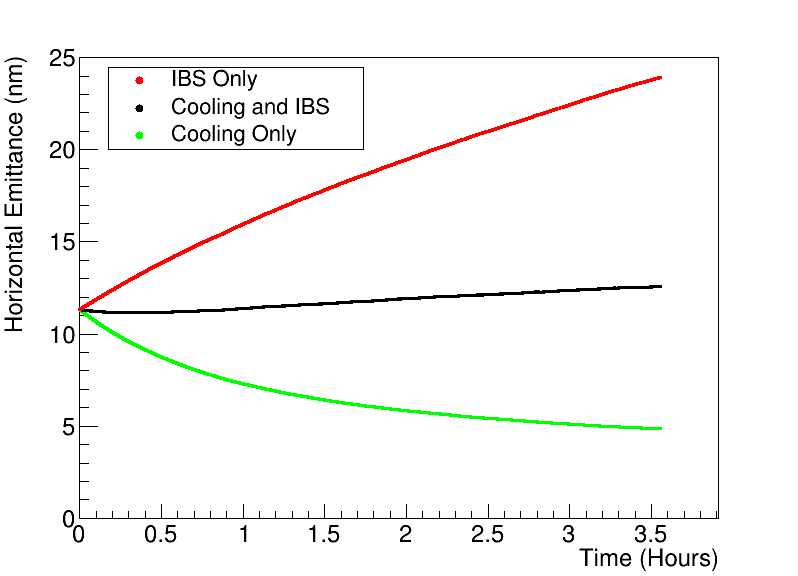 Horizontal Emittance (nm)
25
20
15
10
5
0
IBS Only
Cooling and IBS
Cooling Only
0 0.5 1 1.5 2 2.5 3 3.5
Time (Hours)